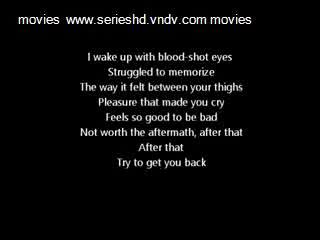 movies www.serieshd.vndv.com movies
I wake up with blood-shot eyes
Struggled to memorize
The way it felt between your thighs
Pleasure that made you cry
Feels so good to be bad
Not worth the aftermath, after that
After that
Try to get you back